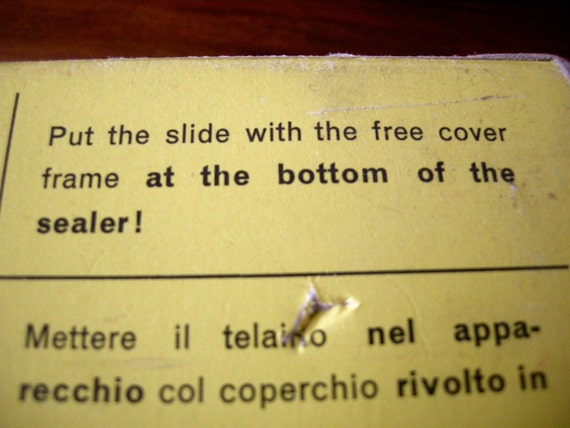 Put the slide with the free cover
frame at the bottom of the
sealer!
Mettere il telaino nel appa-
recchio col coperchio rivolto in